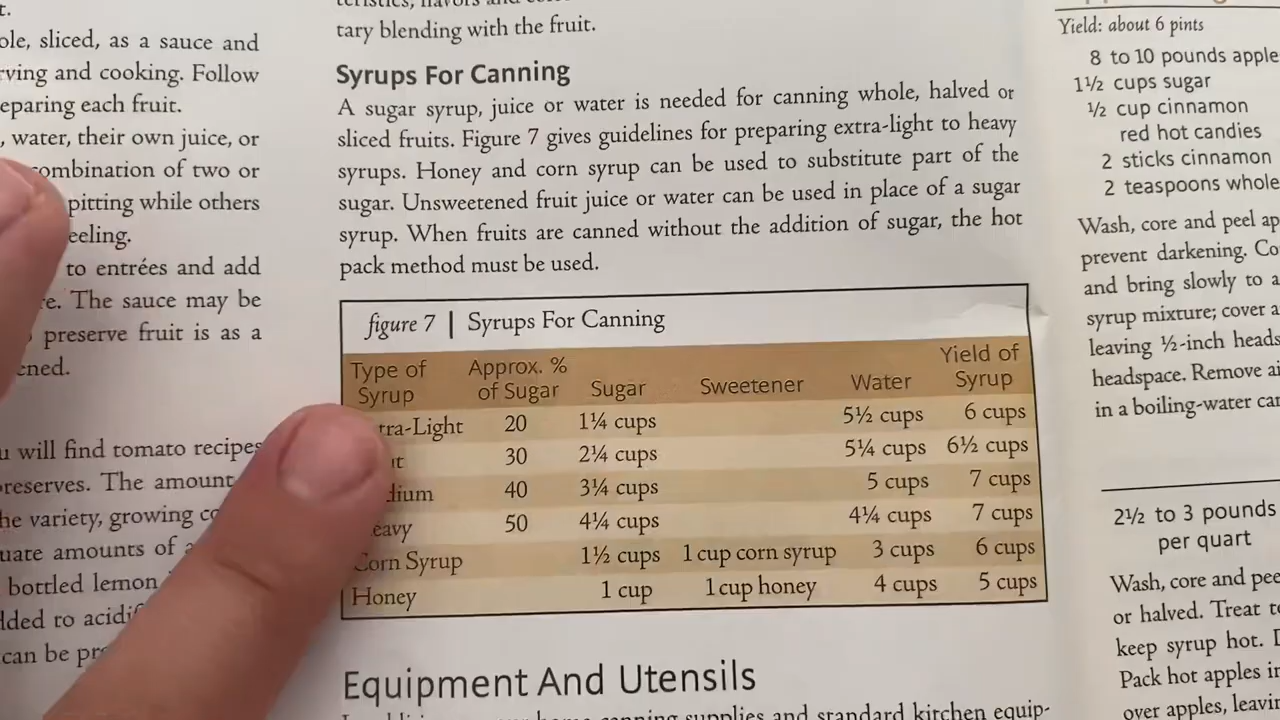 t.
ole, sliced, as a sauce and
rving and cooking. Follow
eparing each fruit.
, water, their own juice, or
combination of two or
pitting while others
eeling.
to entrées and add
e. The sauce may be
preserve fruit is as a
ened.
u will find tomato recipes
reserves. The amount
he variety, growing co
uate amounts of a
bottled lemon
dded to acidif
can be pr
tary blending with the fruit.
Syrups For Canning
A sugar syrup, juice or water is needed for canning whole, halved or
sliced fruits. Figure 7 gives guidelines for preparing extra-light to heavy
syrups. Honey and corn syrup can be used to substitute part of the
sugar. Unsweetened fruit juice or water can be used in place of a sugar
syrup. When fruits are canned without the addition of sugar, the hot
pack method must be used.
figure 7 | Syrups For Canning
Type of Syrup Approx. % of Sugar Sugar Sweetener Water Yield of Syrup
tra-Light 20 1¼ cups 5½ cups 6 cups
t 30 2¼ cups 5¼ cups 6½ cups
dium 40 3¼ cups 5 cups 7 cups
eavy 50 4¼ cups 4¼ cups 7 cups
Corn Syrup 1½ cups 1 cup corn syrup 3 cups 6 cups
Honey 1 cup 1 cup honey 4 cups 5 cups
Equipment And Utensils
home canning supplies and standard kitchen equip-
Yield: about 6 pints
8 to 10 pounds apple
1½ cups sugar
½ cup cinnamon
red hot candies
2 sticks cinnamon
2 teaspoons whole
Wash, core and peel ap
prevent darkening. Co
and bring slowly to a
syrup mixture; cover a
leaving ½-inch heads
headspace. Remove ai
in a boiling-water can
2½ to 3 pounds
per quart
Wash, core and pee
or halved. Treat to
keep syrup hot. D
Pack hot apples in
over apples, leavin